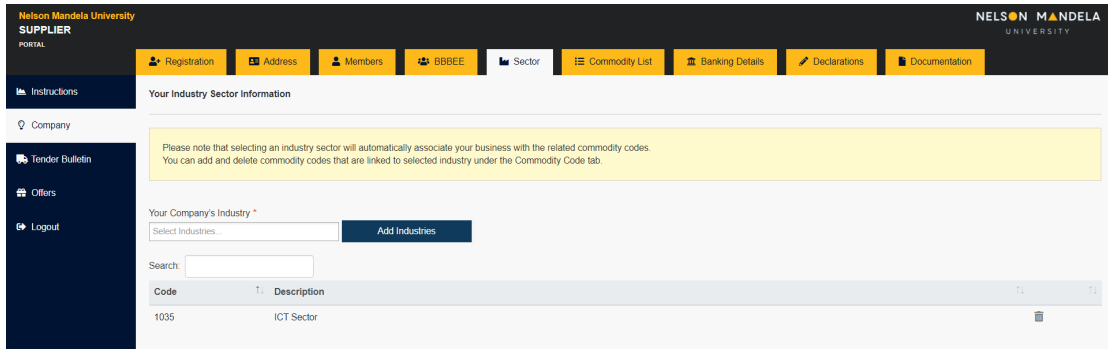 Nelson Mandela University
SUPPLIER
PORTAL
NELSON MANDELA
UNIVERSITY
Registration
Address
Members
BBBEE
Sector
Commodity List
Banking Details
Declarations
Documentation
Instructions
Company
Tender Bulletin
Offers
Logout
Your Industry Sector Information
Please note that selecting an industry sector will automatically associate your business with the related commodity codes.
You can add and delete commodity codes that are linked to selected industry under the Commodity Code tab.
Your Company's Industry *
Select Industries...
Add Industries
Search:
Code Description
1035 ICT Sector